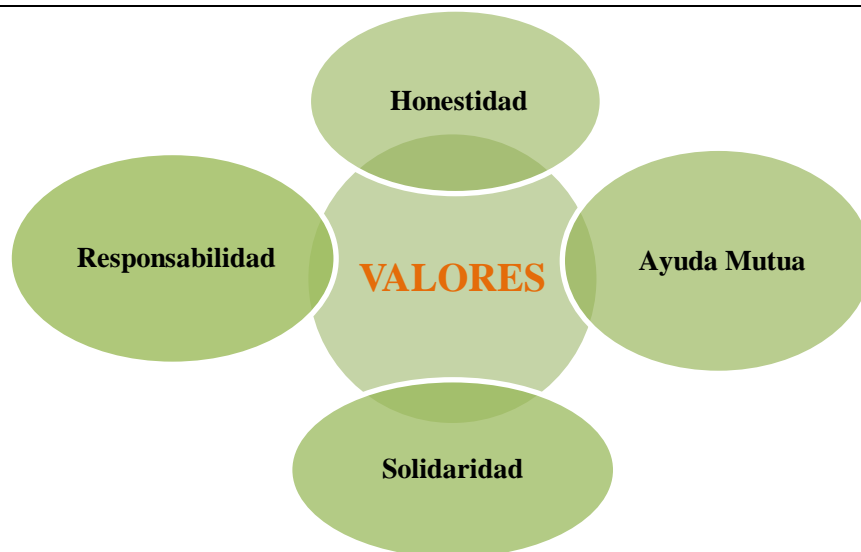 Honestidad
Responsabilidad
VALORES
Ayuda Mutua
Solidaridad